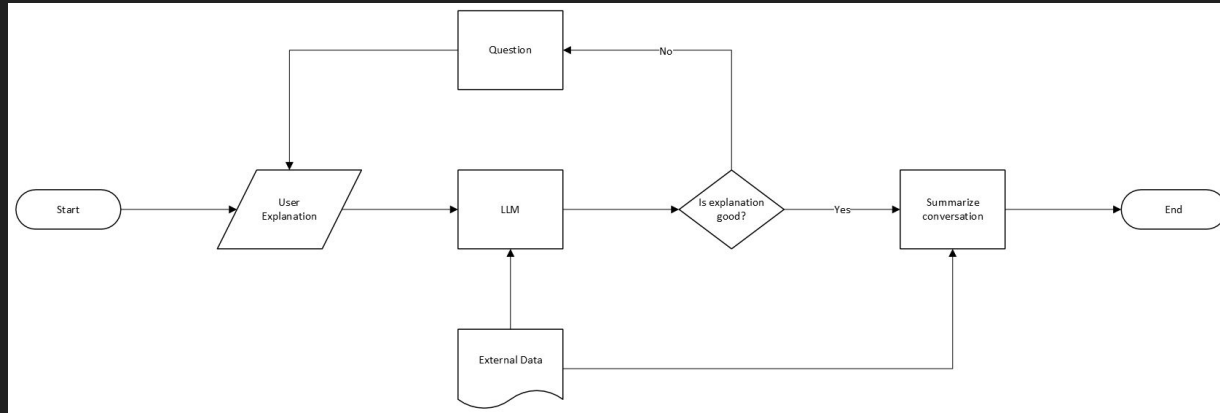 Question
No
Start
User
Explanation
LLM
Is explanation
good?
Yes
Summarize
conversation
End
External Data